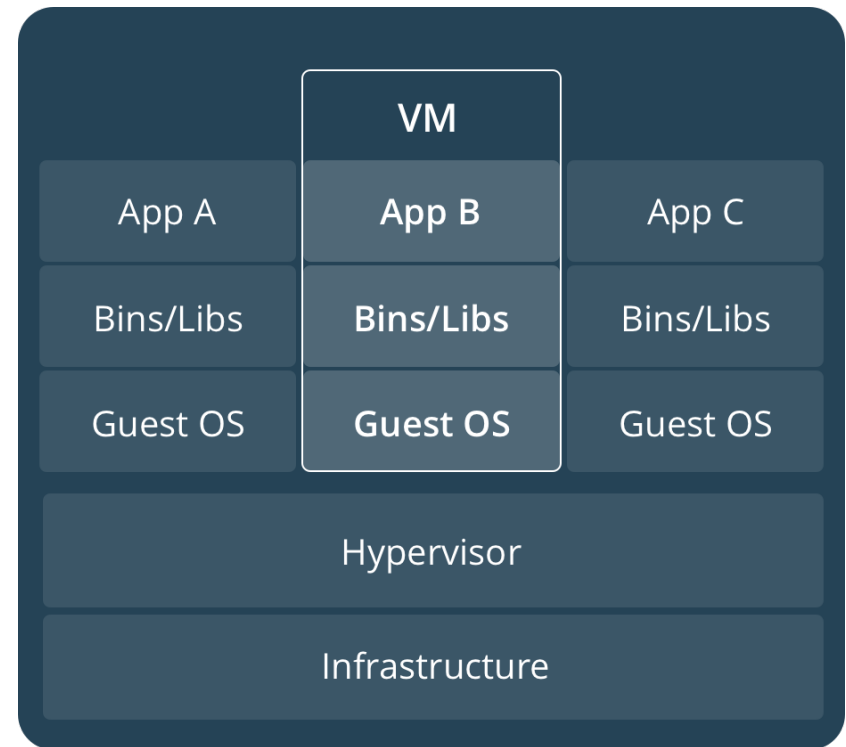 VM
App A
App B
App C
Bins/Libs
Bins/Libs
Bins/Libs
Guest OS
Guest OS
Guest OS
Hypervisor
Infrastructure